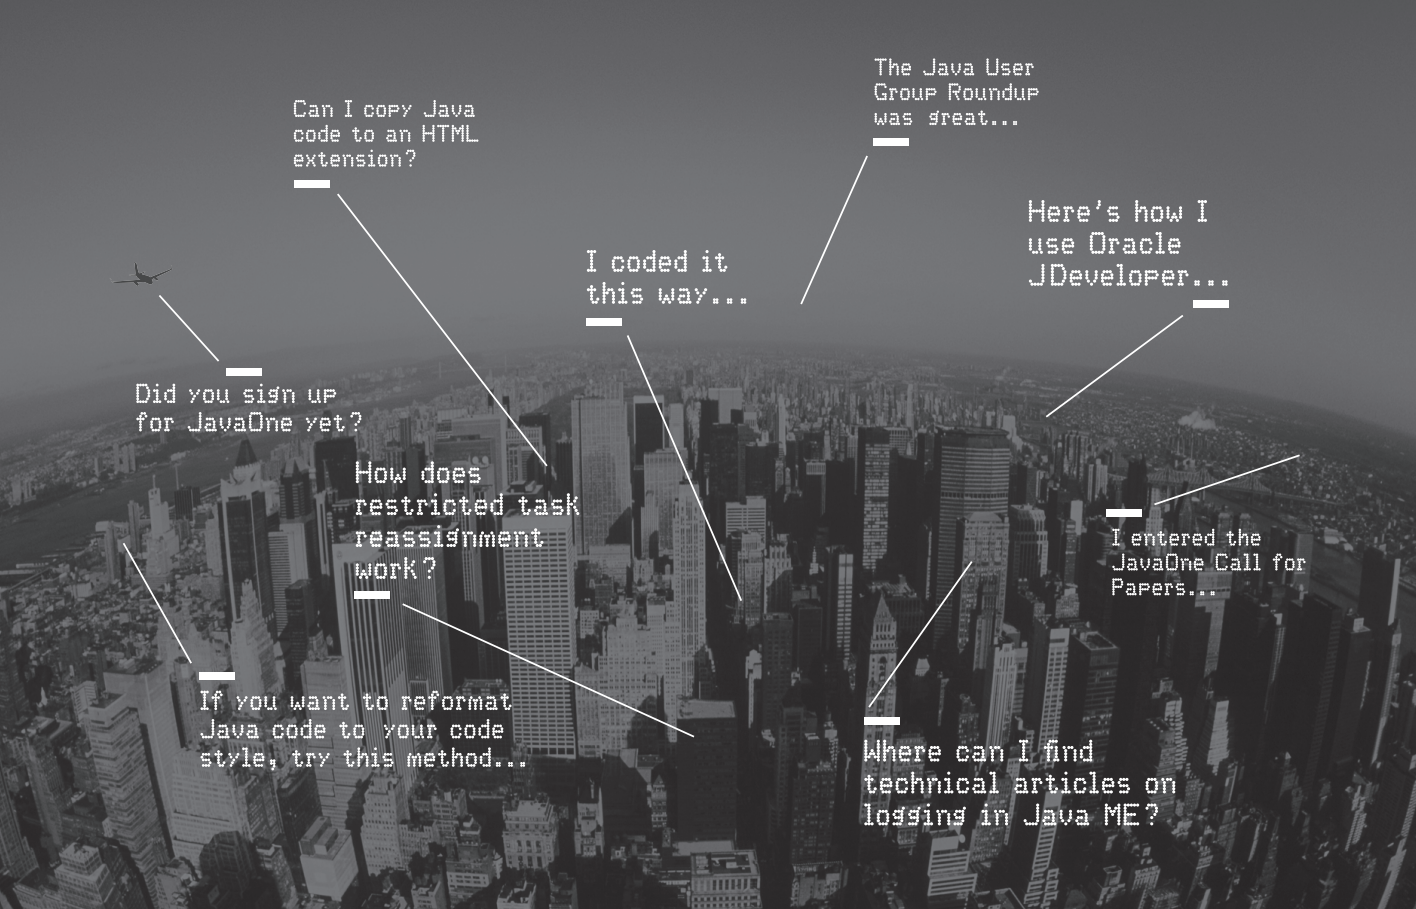 The Java User
Group Roundup
was great...
Can I copy Java
code to an HTML
extension?
Here's how I
use Oracle
JDeveloper...
I coded it
this way...
Did you sign up
for JavaOne yet?
How does
restricted task
reassignment
work?
I entered the
JavaOne Call for
Papers...
If you want to reformat
Java code to your code
style, try this method...
Where can I find
technical articles on
logging in Java ME?